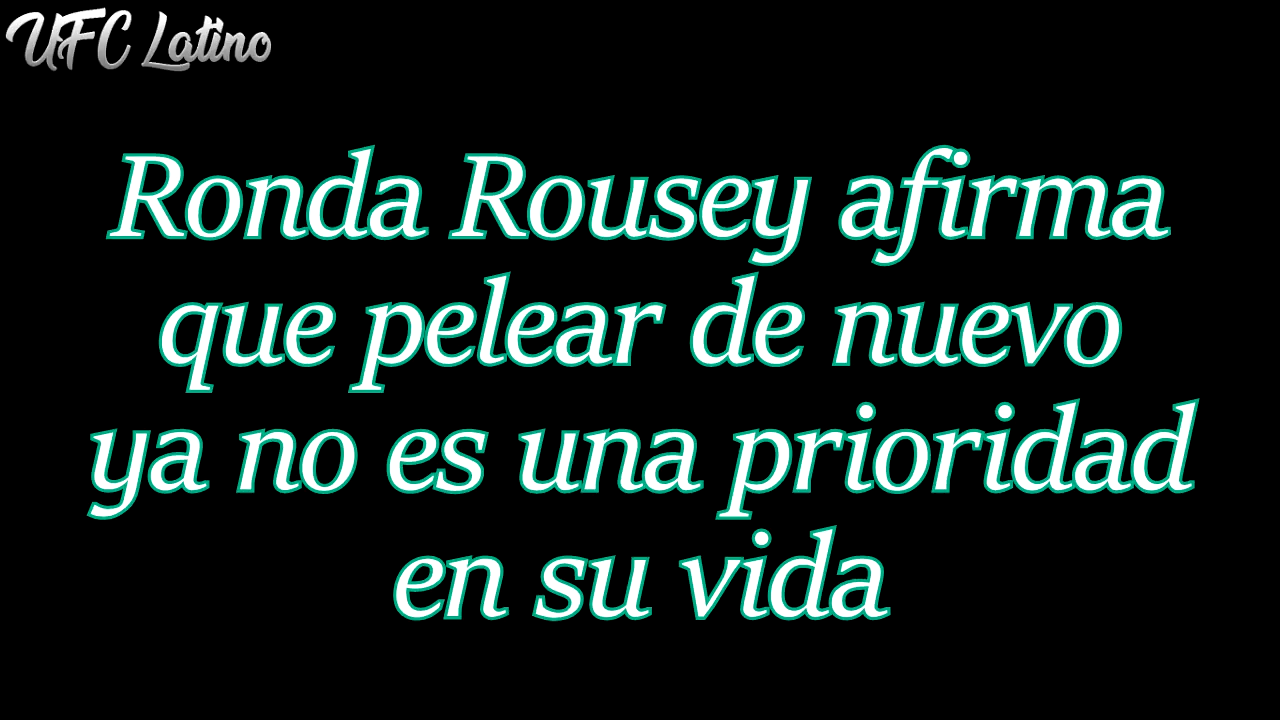 UFC Latino
Ronda Rousey afirma
que pelear de nuevo
ya no es una prioridad
en su vida